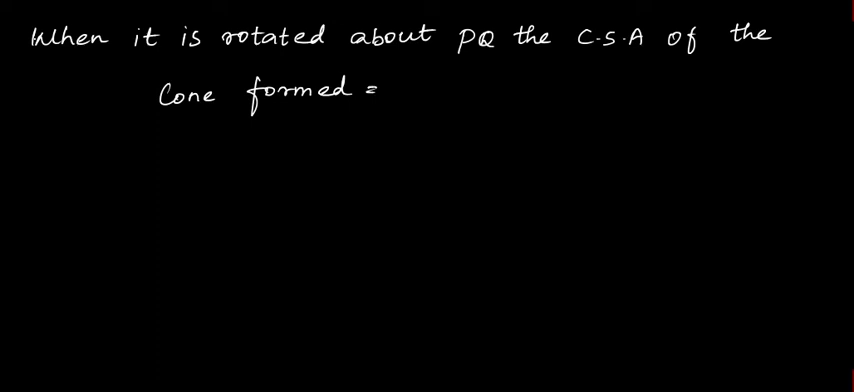 When it is rotated about PQ the C.S.A of the
Cone formed =